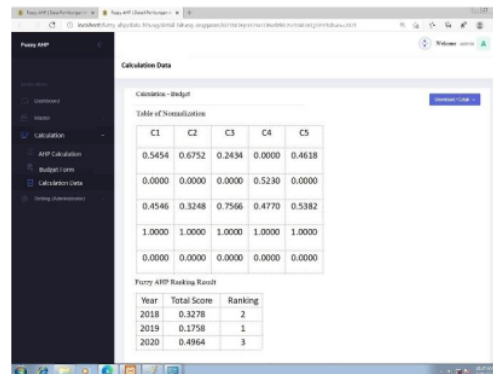 Fuzzy AHP
Welcome admin A
Calculation Data
Dashboard
Master
Calculation
AHP Calculation
Budget Form
Calculation Data
Setting (Administrator)
Calculation - Budget
Table of Normalization
C1 C2 C3 C4 C5
0.5454 0.6752 0.2434 0.0000 0.4618
0.0000 0.0000 0.0000 0.5230 0.0000
0.4546 0.3248 0.7566 0.4770 0.5382
1.0000 1.0000 1.0000 1.0000 1.0000
0.0000 0.0000 0.0000 0.0000 0.0000
Fuzzy AHP Ranking Result
Year Total Score Ranking
2018 0.3278 2
2019 0.1758 1
2020 0.4964 3